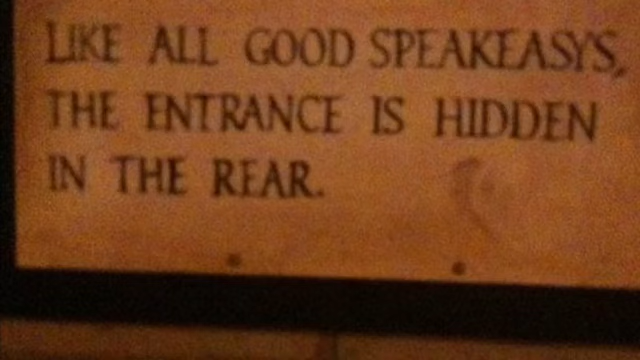 LIKE ALL GOOD SPEAKEASYS,
THE ENTRANCE IS HIDDEN
IN THE REAR.